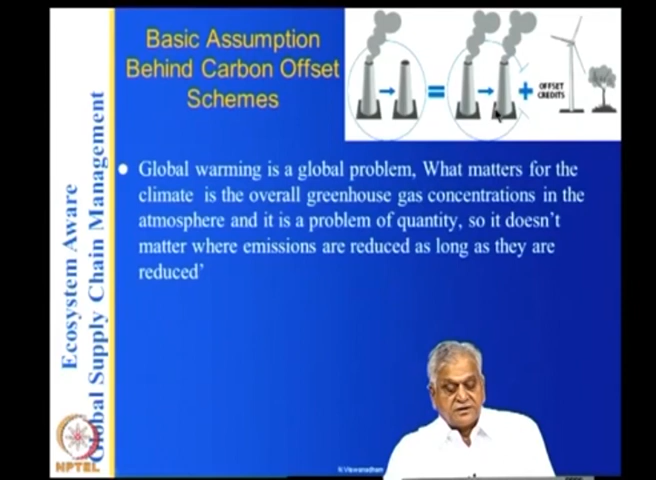 Basic Assumption
Behind Carbon Offset
Schemes
OFFSET
CREDITS
Global warming is a global problem, What matters for the
climate is the overall greenhouse gas concentrations in the
atmosphere and it is a problem of quantity, so it doesn't
matter where emissions are reduced as long as they are
reduced'
Ecosystem Aware
Global Supply Chain Management
NPTEL
N.Viswanadham